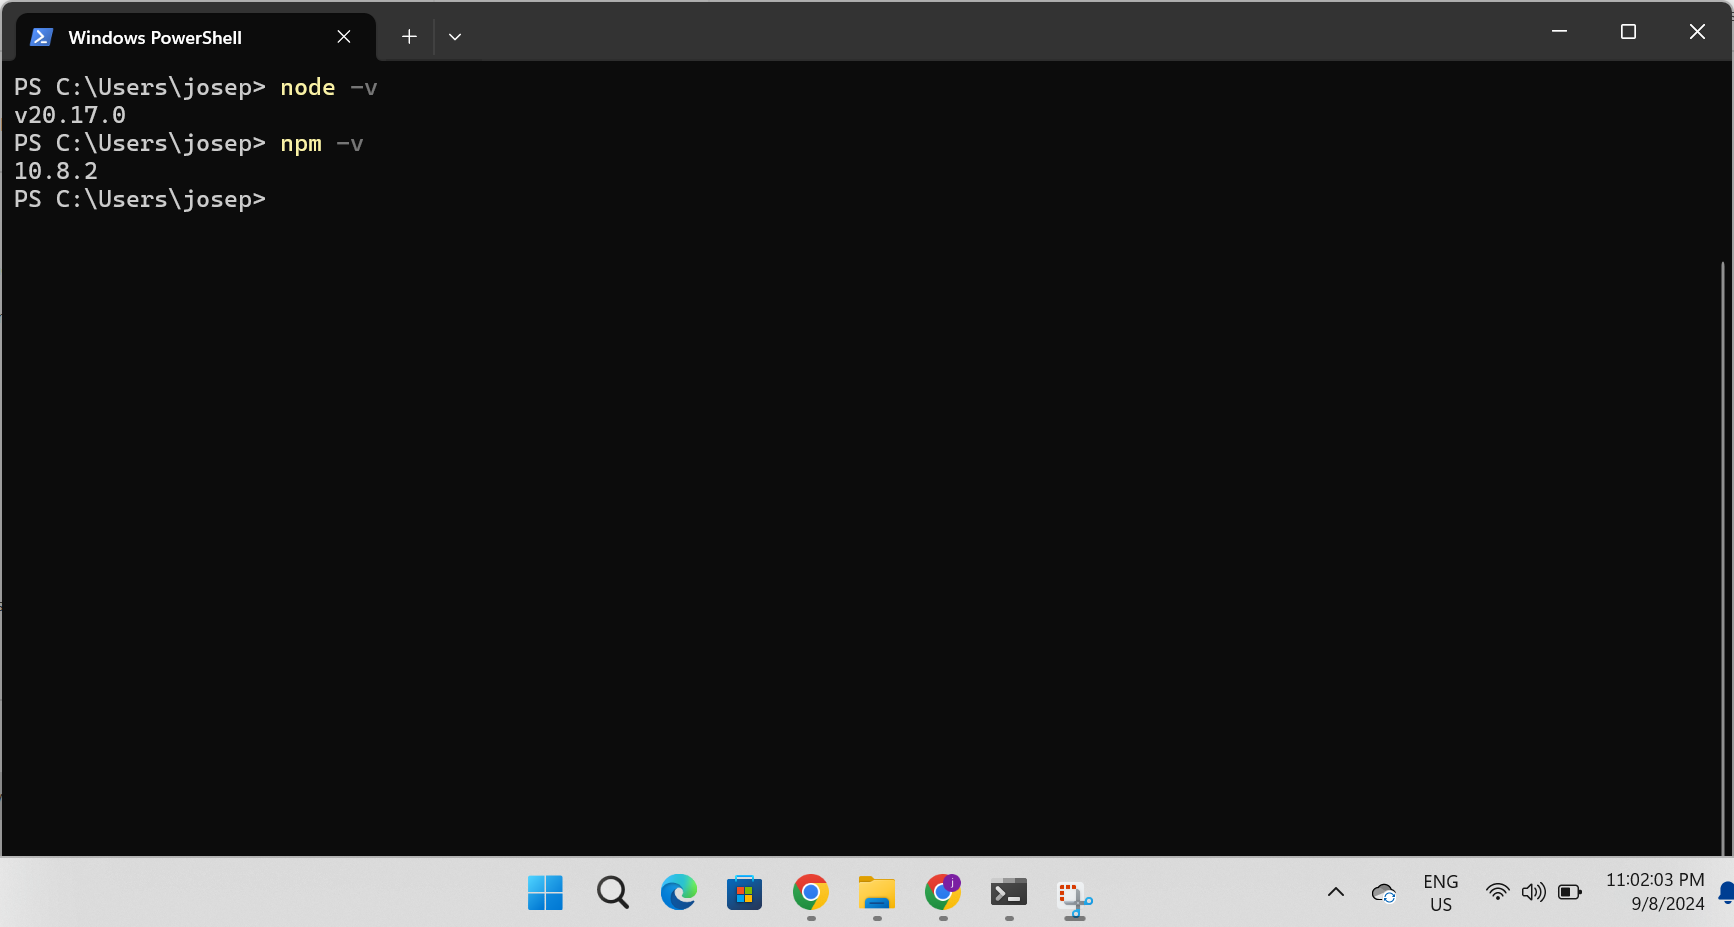 Windows PowerShell
PS C:\Users\josep> node -v
v20.17.0
PS C:\Users\josep> npm -v
10.8.2
PS C:\Users\josep>
j
ENG
US
11:02:03 PM
9/8/2024